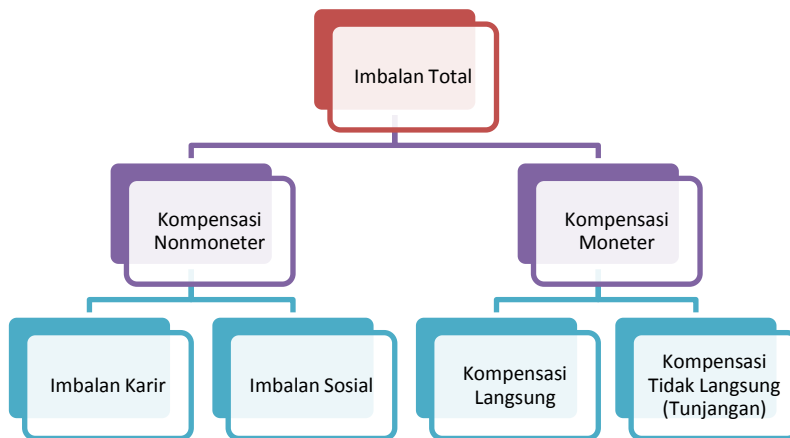 Imbalan Total
Kompensasi
Nonmoneter
Kompensasi
Moneter
Imbalan Karir
Imbalan Sosial
Kompensasi
Langsung
Kompensasi
Tidak Langsung
(Tunjangan)